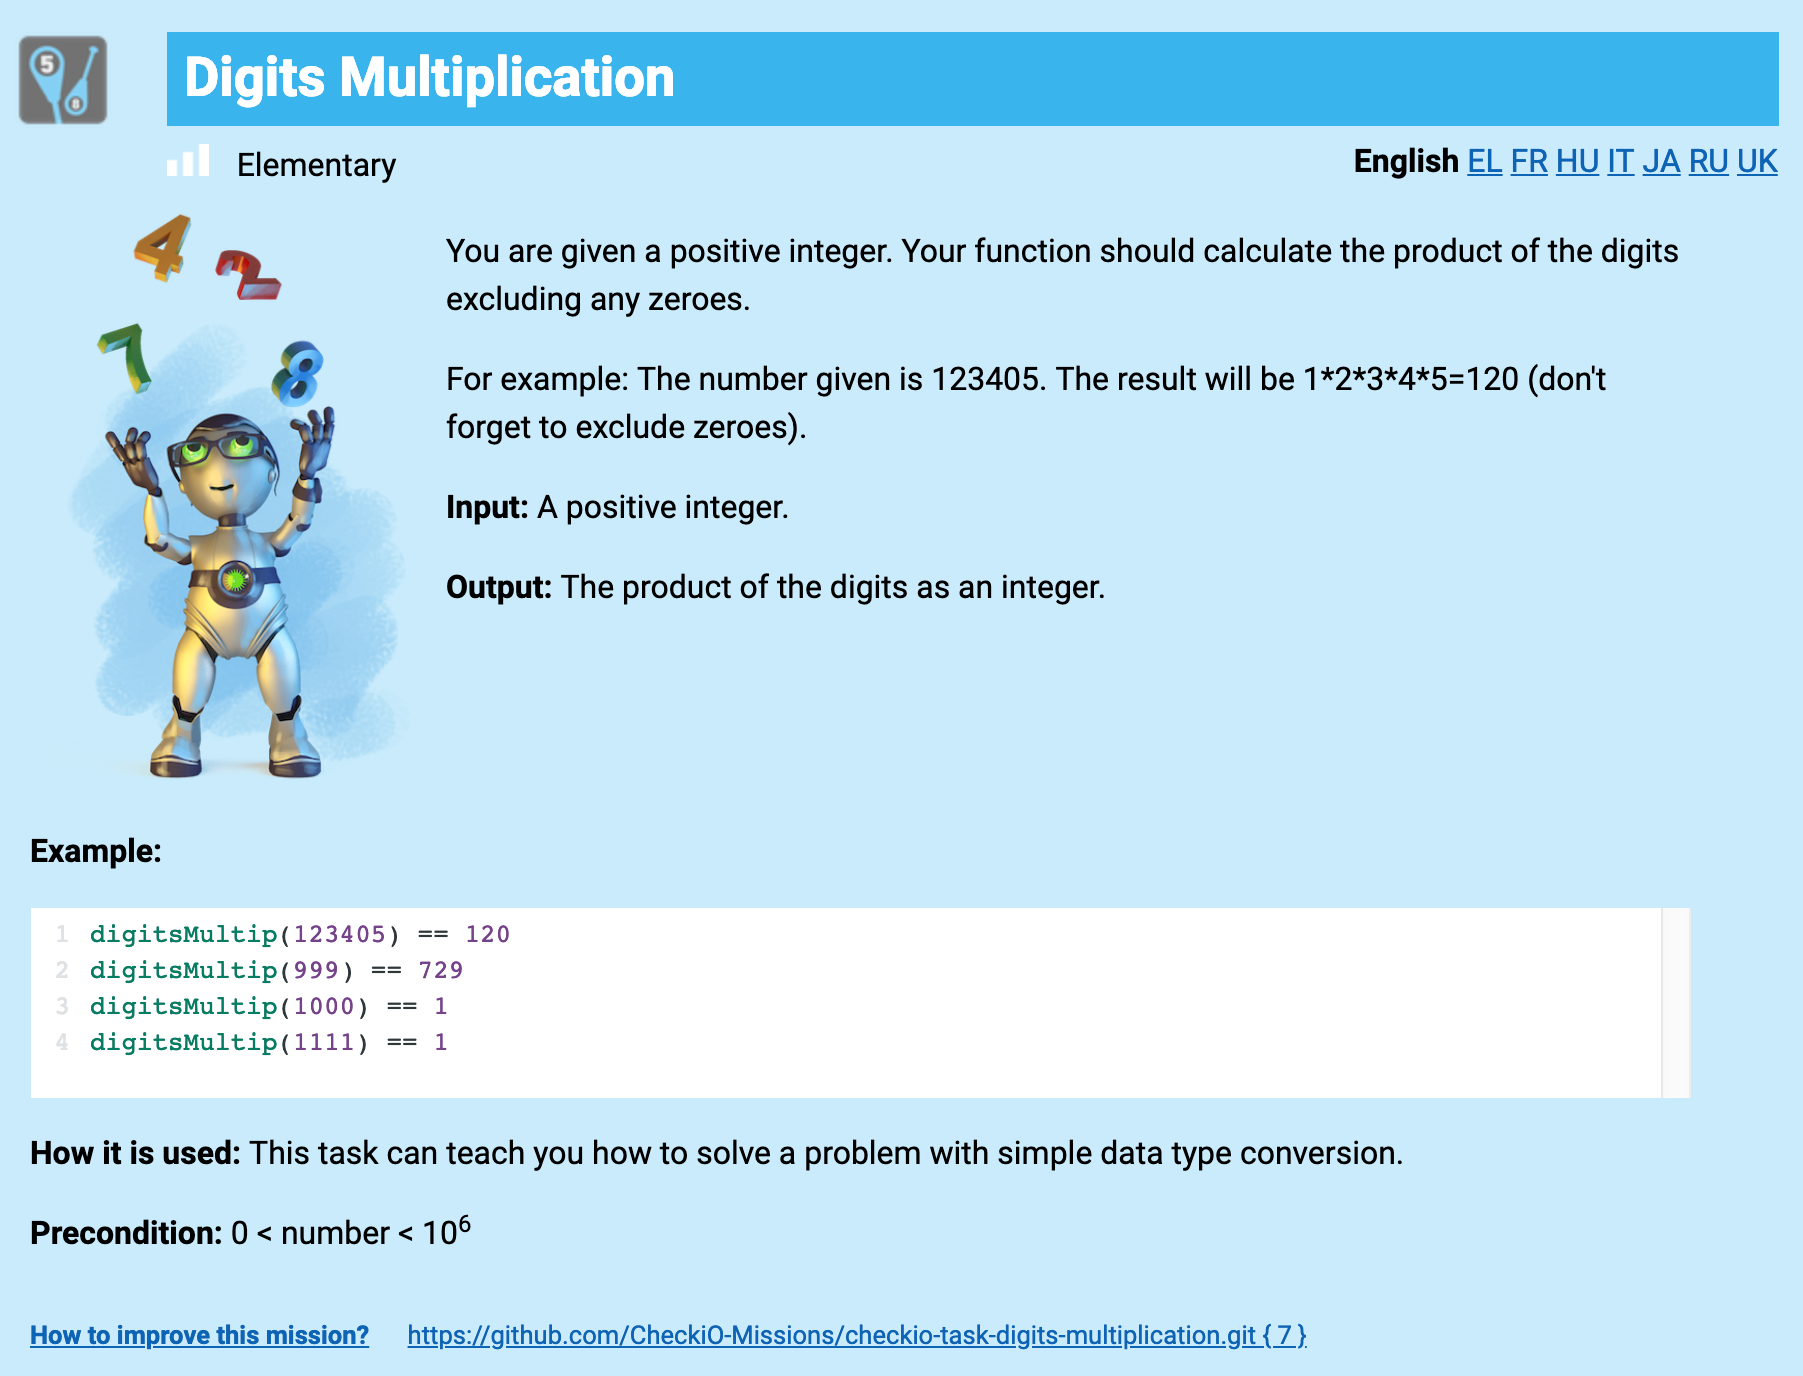 5
8
Digits Multiplication
Elementary
English EL FR HU IT JA RU UK
4
2
7
8
You are given a positive integer. Your function should calculate the product of the digits
excluding any zeroes.
For example: The number given is 123405. The result will be 1*2*3*4*5=120 (don't
forget to exclude zeroes).
Input: A positive integer.
Output: The product of the digits as an integer.
Example:
1 digitsMultip(123405) == 120
2 digitsMultip(999) == 729
3 digitsMultip(1000) == 1
4 digitsMultip(1111) == 1
How it is used: This task can teach you how to solve a problem with simple data type conversion.
Precondition: 0 < number < 10⁶
How to improve this mission? https://github.com/CheckiO-Missions/checkio-task-digits-multiplication.git { 7 }